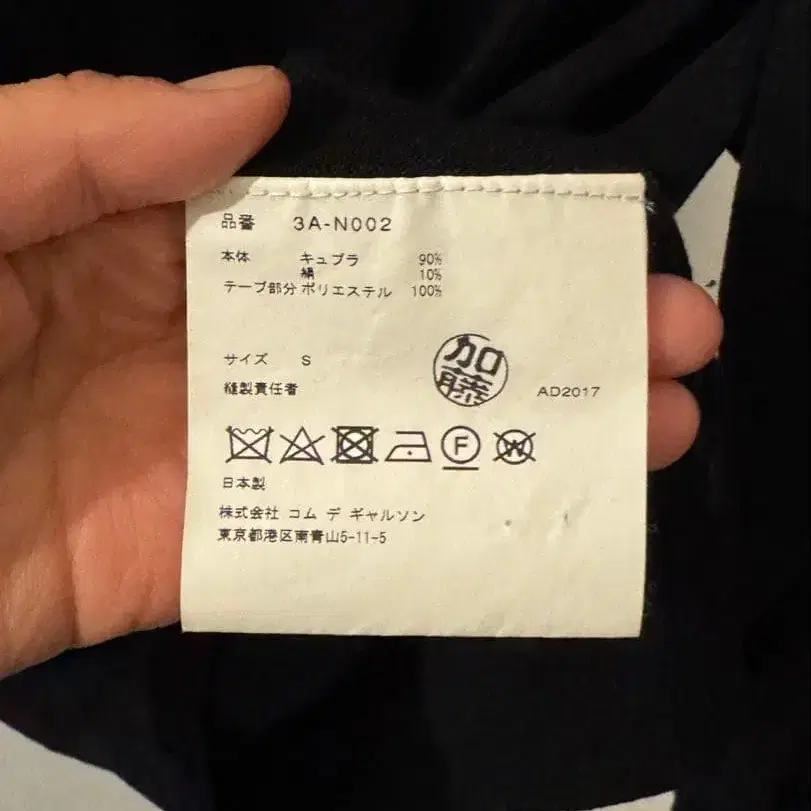 品番 3A-N002
本体 キュプラ 90%
絹 10%
テープ部分 ポリエステル 100%
サイズ S
縫製責任者 加藤 AD2017
F W
日本製
株式会社 コム デ ギャルソン
東京都港区南青山5-11-5